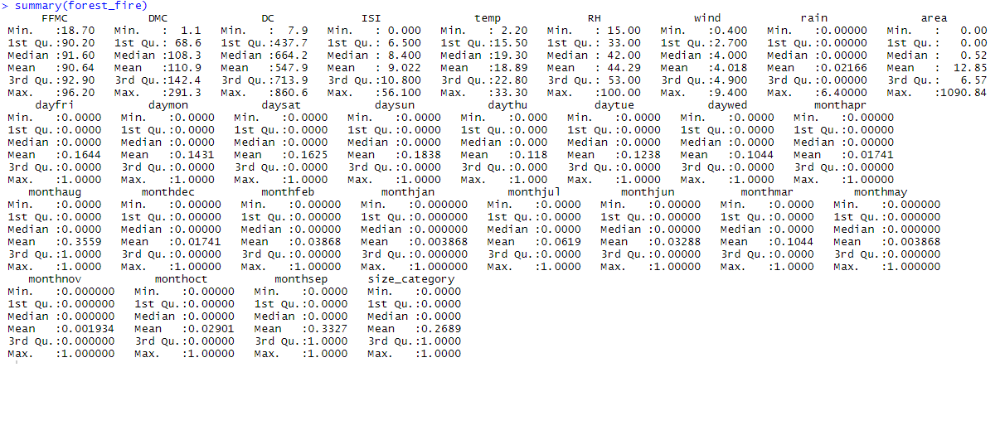 > summary(forest_fire)
FFMC DMC DC ISI temp RH wind rain area
Min. :18.70 Min. : 1.1 Min. : 7.9 Min. : 0.000 Min. : 2.20 Min. : 15.00 Min. :0.400 Min. :0.00000 Min. : 0.00
1st Qu.:90.20 1st Qu.: 68.6 1st Qu.:437.7 1st Qu.: 6.500 1st Qu.:15.50 1st Qu.: 33.00 1st Qu.:2.700 1st Qu.:0.00000 1st Qu.: 0.00
Median :91.60 Median :108.3 Median :664.2 Median : 8.400 Median :19.30 Median : 42.00 Median :4.000 Median :0.00000 Median : 0.52
Mean :90.64 Mean :110.9 Mean :547.9 Mean : 9.022 Mean :18.89 Mean : 44.29 Mean :4.018 Mean :0.02166 Mean : 12.85
3rd Qu.:92.90 3rd Qu.:142.4 3rd Qu.:713.9 3rd Qu.:10.800 3rd Qu.:22.80 3rd Qu.: 53.00 3rd Qu.:4.900 3rd Qu.:0.00000 3rd Qu.: 6.57
Max. :96.20 Max. :291.3 Max. :860.6 Max. :56.100 Max. :33.30 Max. :100.00 Max. :9.400 Max. :6.40000 Max. :1090.84
dayfri daymon daysat daysun daythu daytue daywed monthapr
Min. :0.0000 Min. :0.0000 Min. :0.0000 Min. :0.0000 Min. :0.000 Min. :0.0000 Min. :0.0000 Min. :0.00000
1st Qu.:0.0000 1st Qu.:0.0000 1st Qu.:0.0000 1st Qu.:0.0000 1st Qu.:0.000 1st Qu.:0.0000 1st Qu.:0.0000 1st Qu.:0.00000
Median :0.0000 Median :0.0000 Median :0.0000 Median :0.0000 Median :0.000 Median :0.0000 Median :0.0000 Median :0.00000
Mean :0.1644 Mean :0.1431 Mean :0.1625 Mean :0.1838 Mean :0.118 Mean :0.1238 Mean :0.1044 Mean :0.01741
3rd Qu.:0.0000 3rd Qu.:0.0000 3rd Qu.:0.0000 3rd Qu.:0.0000 3rd Qu.:0.000 3rd Qu.:0.0000 3rd Qu.:0.0000 3rd Qu.:0.00000
Max. :1.0000 Max. :1.0000 Max. :1.0000 Max. :1.0000 Max. :1.000 Max. :1.0000 Max. :1.0000 Max. :1.00000
monthaug monthdec monthfeb monthjan monthjul monthjun monthmar monthmay
Min. :0.0000 Min. :0.00000 Min. :0.00000 Min. :0.000000 Min. :0.0000 Min. :0.00000 Min. :0.0000 Min. :0.000000
1st Qu.:0.0000 1st Qu.:0.00000 1st Qu.:0.00000 1st Qu.:0.000000 1st Qu.:0.0000 1st Qu.:0.00000 1st Qu.:0.0000 1st Qu.:0.000000
Median :0.0000 Median :0.00000 Median :0.00000 Median :0.000000 Median :0.0000 Median :0.00000 Median :0.0000 Median :0.000000
Mean :0.3559 Mean :0.01741 Mean :0.03868 Mean :0.003868 Mean :0.0619 Mean :0.03288 Mean :0.1044 Mean :0.003868
3rd Qu.:1.0000 3rd Qu.:0.00000 3rd Qu.:0.00000 3rd Qu.:0.000000 3rd Qu.:0.0000 3rd Qu.:0.00000 3rd Qu.:0.0000 3rd Qu.:0.000000
Max. :1.0000 Max. :1.00000 Max. :1.00000 Max. :1.000000 Max. :1.0000 Max. :1.00000 Max. :1.0000 Max. :1.000000
monthnov monthoct monthsep size_category
Min. :0.000000 Min. :0.00000 Min. :0.0000 Min. :0.0000
1st Qu.:0.000000 1st Qu.:0.00000 1st Qu.:0.0000 1st Qu.:0.0000
Median :0.000000 Median :0.00000 Median :0.0000 Median :0.0000
Mean :0.001934 Mean :0.02901 Mean :0.3327 Mean :0.2689
3rd Qu.:0.000000 3rd Qu.:0.00000 3rd Qu.:1.0000 3rd Qu.:1.0000
Max. :1.000000 Max. :1.00000 Max. :1.0000 Max. :1.0000